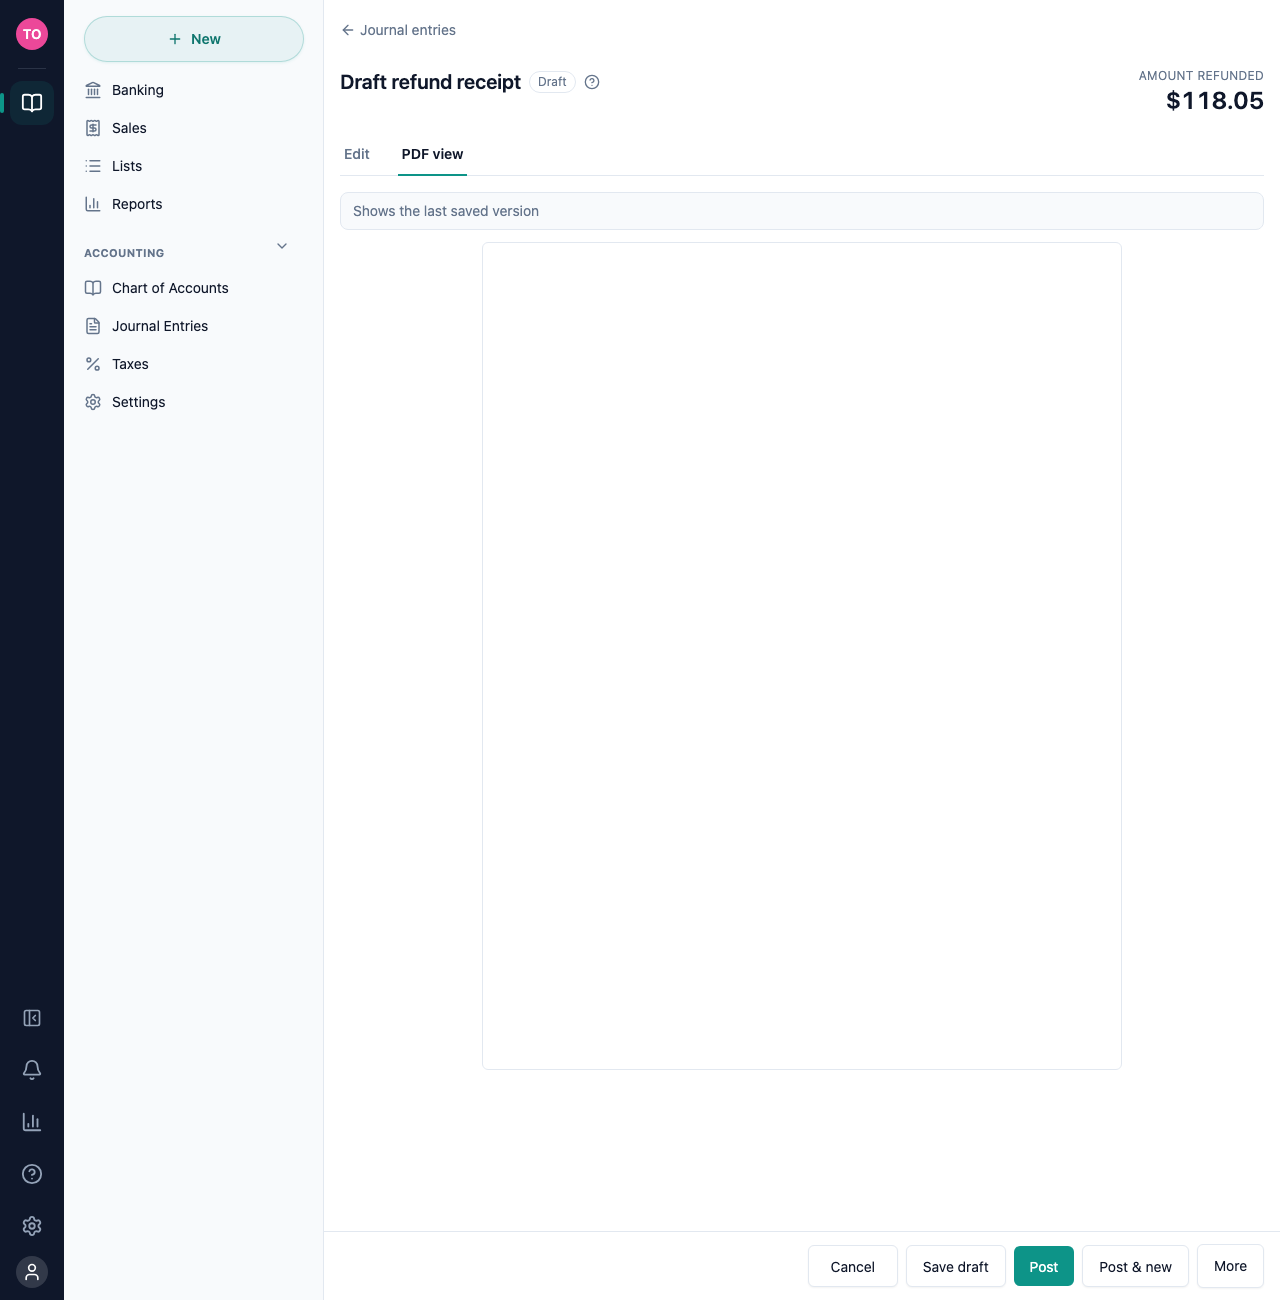 TO
New
Banking
Sales
Lists
Reports
ACCOUNTING
Chart of Accounts
Journal Entries
Taxes
Settings
Journal entries
Draft refund receipt
Draft
AMOUNT REFUNDED
$118.05
Edit
PDF view
Shows the last saved version
Cancel
Save draft
Post
Post & new
More